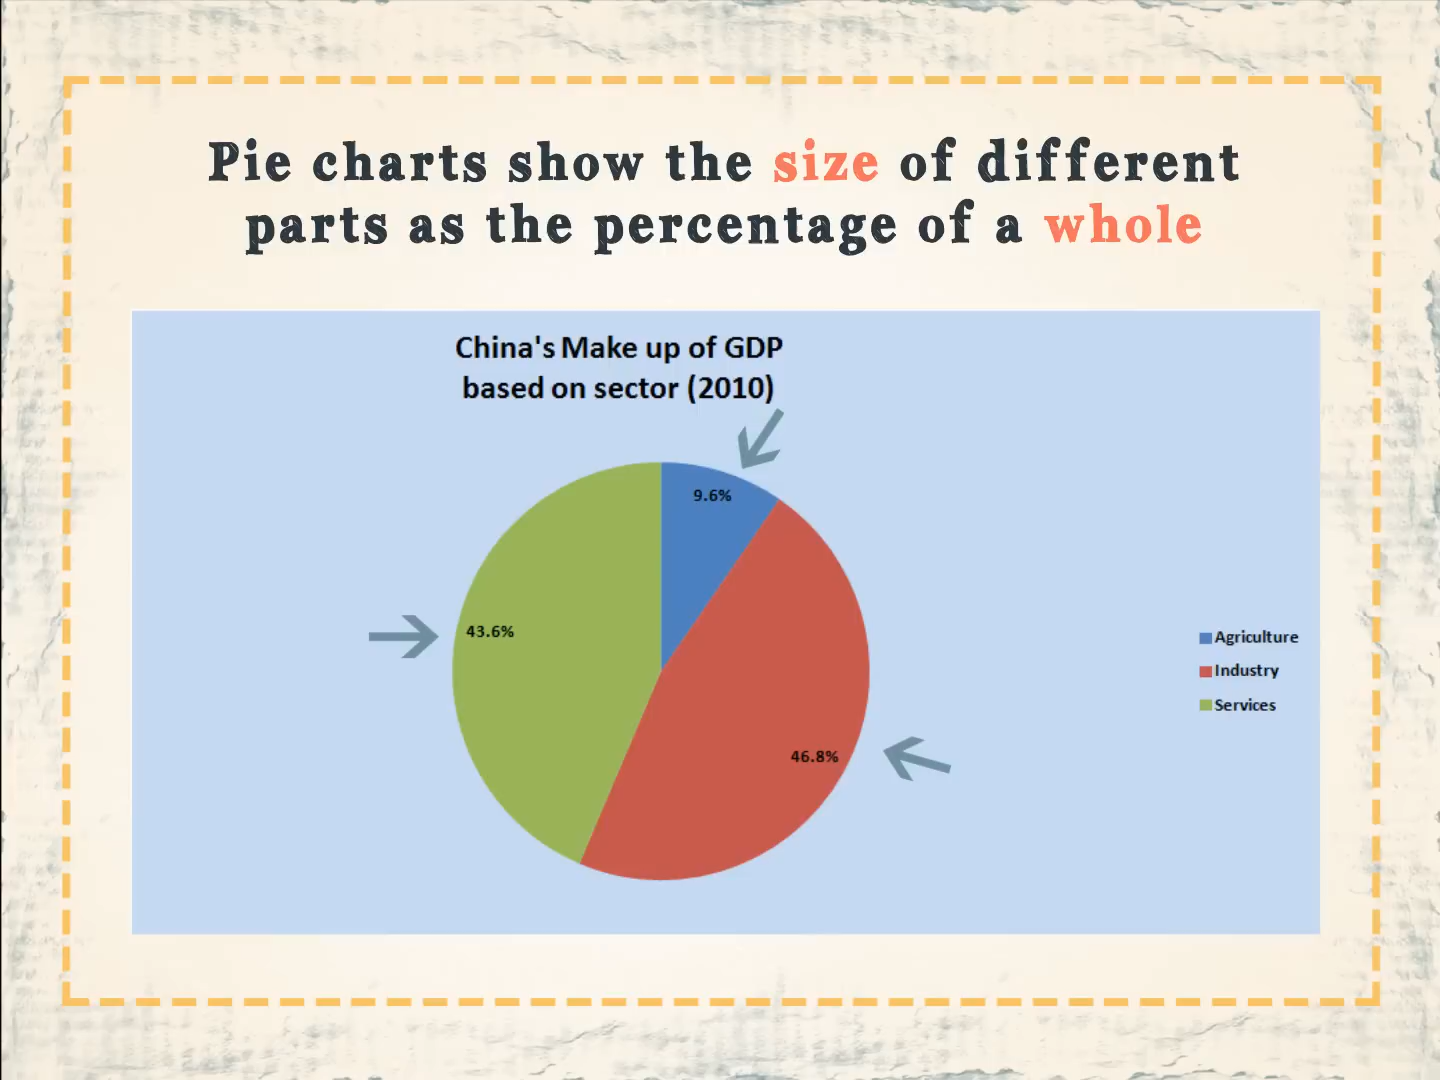 Pie charts show the size of different
parts as the percentage of a whole
China's Make up of GDP
based on sector (2010)
9.6%
43.6%
46.8%
Agriculture
Industry
Services